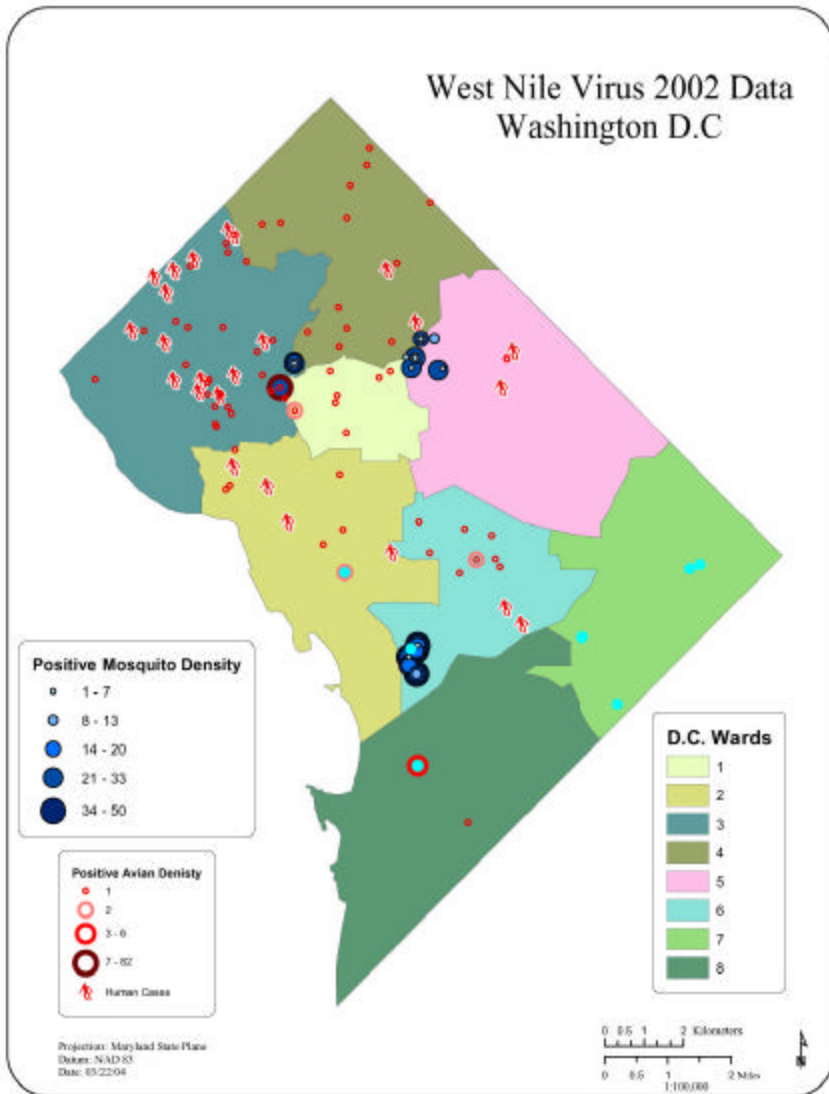 West Nile Virus 2002 Data
Washington D.C
Positive Mosquito Density
1 - 7
8 - 13
14 - 20
21 - 33
34 - 50
Positive Avian Denisty
1
2
3 - 6
7 - 82
Human Cases
D.C. Wards
1
2
3
4
5
6
7
8
Projection: Maryland State Plane
Datum: NAD 83
Date: 03/22/04
0 0.5 1 2 Kilometers
0 0.5 1 2 Miles
1:100,000
N